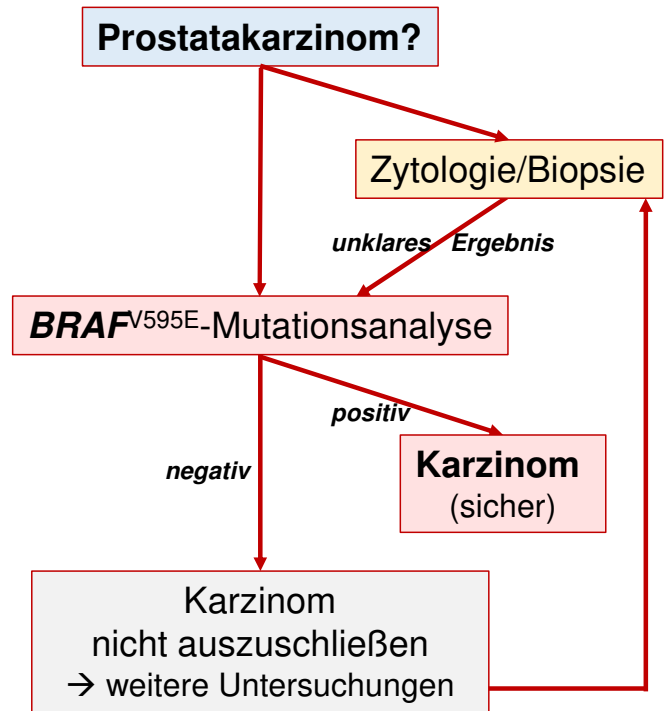 Prostatakarzinom?
Zytologie/Biopsie
unklares Ergebnis
BRAFV595E-Mutationsanalyse
positiv
Karzinom
(sicher)
negativ
Karzinom
nicht auszuschließen
→ weitere Untersuchungen